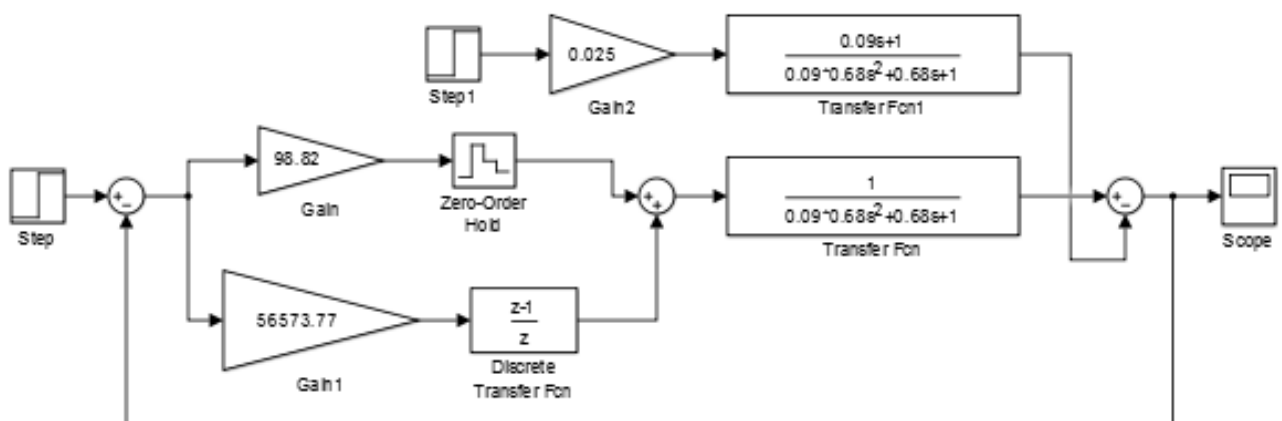 Step1
0.025
Gain2
0.09s+1
0.09*0.68s²+0.68s+1
Transfer Fcn1
Step
+
−
98.82
Gain
Zero-Order
Hold
+
+
1
0.09*0.68s²+0.68s+1
Transfer Fcn
+
−
Scope
56573.77
Gain1
z-1
z
Discrete
Transfer Fcn